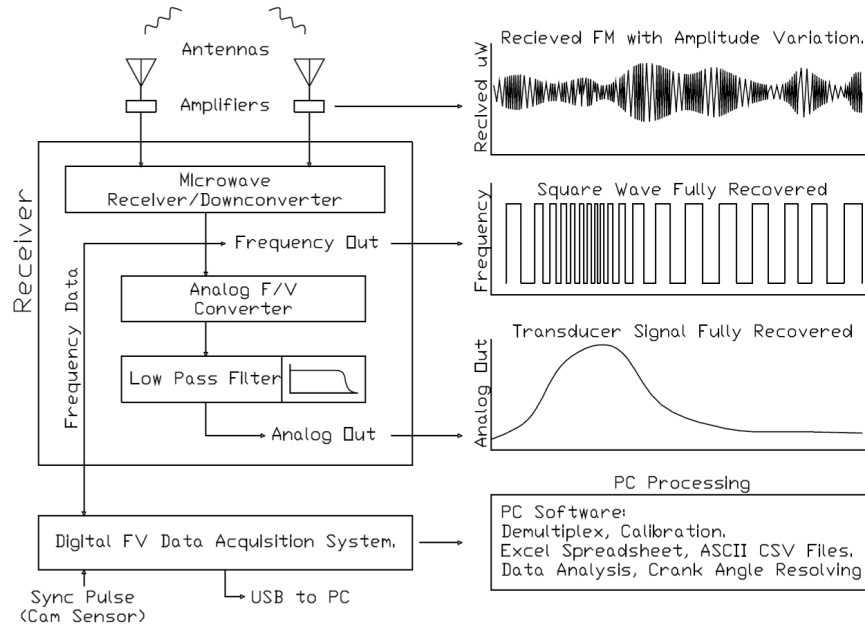 Antennas
Amplifiers
Recieved FM with Amplitude Variation.
Recived uW
Receiver
Microwave
Receiver/Downconverter
Frequency Out
Square Wave Fully Recovered
Frequency
Frequency Data
Analog F/V
Converter
Low Pass Filter
Analog Out
Transducer Signal Fully Recovered
Analog Out
PC Processing
PC Software:
Demultiplex, Calibration.
Excel Spreadsheet, ASCII CSV Files.
Data Analysis, Crank Angle Resolving
Digital FV Data Acquisition System.
Sync Pulse
(Cam Sensor)
USB to PC